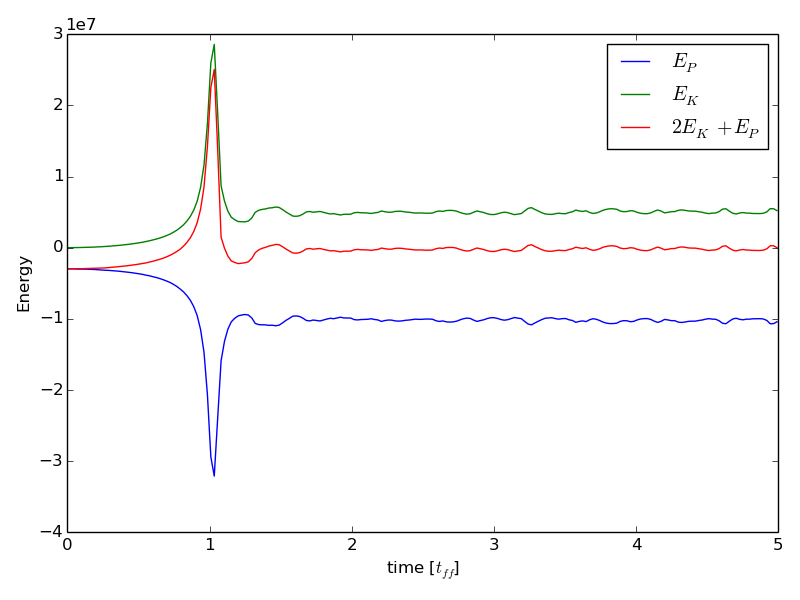 1e7
3
2
1
0
−1
−2
−3
−4
Energy
0 1 2 3 4 5
time [t_ff]
E_P
E_K
2E_K + E_P